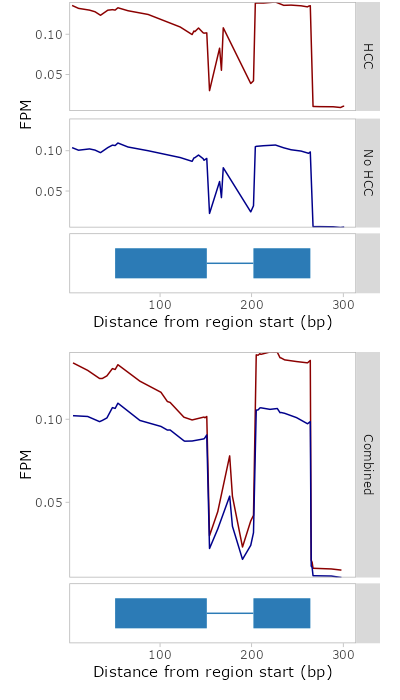 0.10
0.05
HCC
FPM
0.10
0.05
No HCC
100
200
300
Distance from region start (bp)
0.10
0.05
FPM
Combined
100
200
300
Distance from region start (bp)